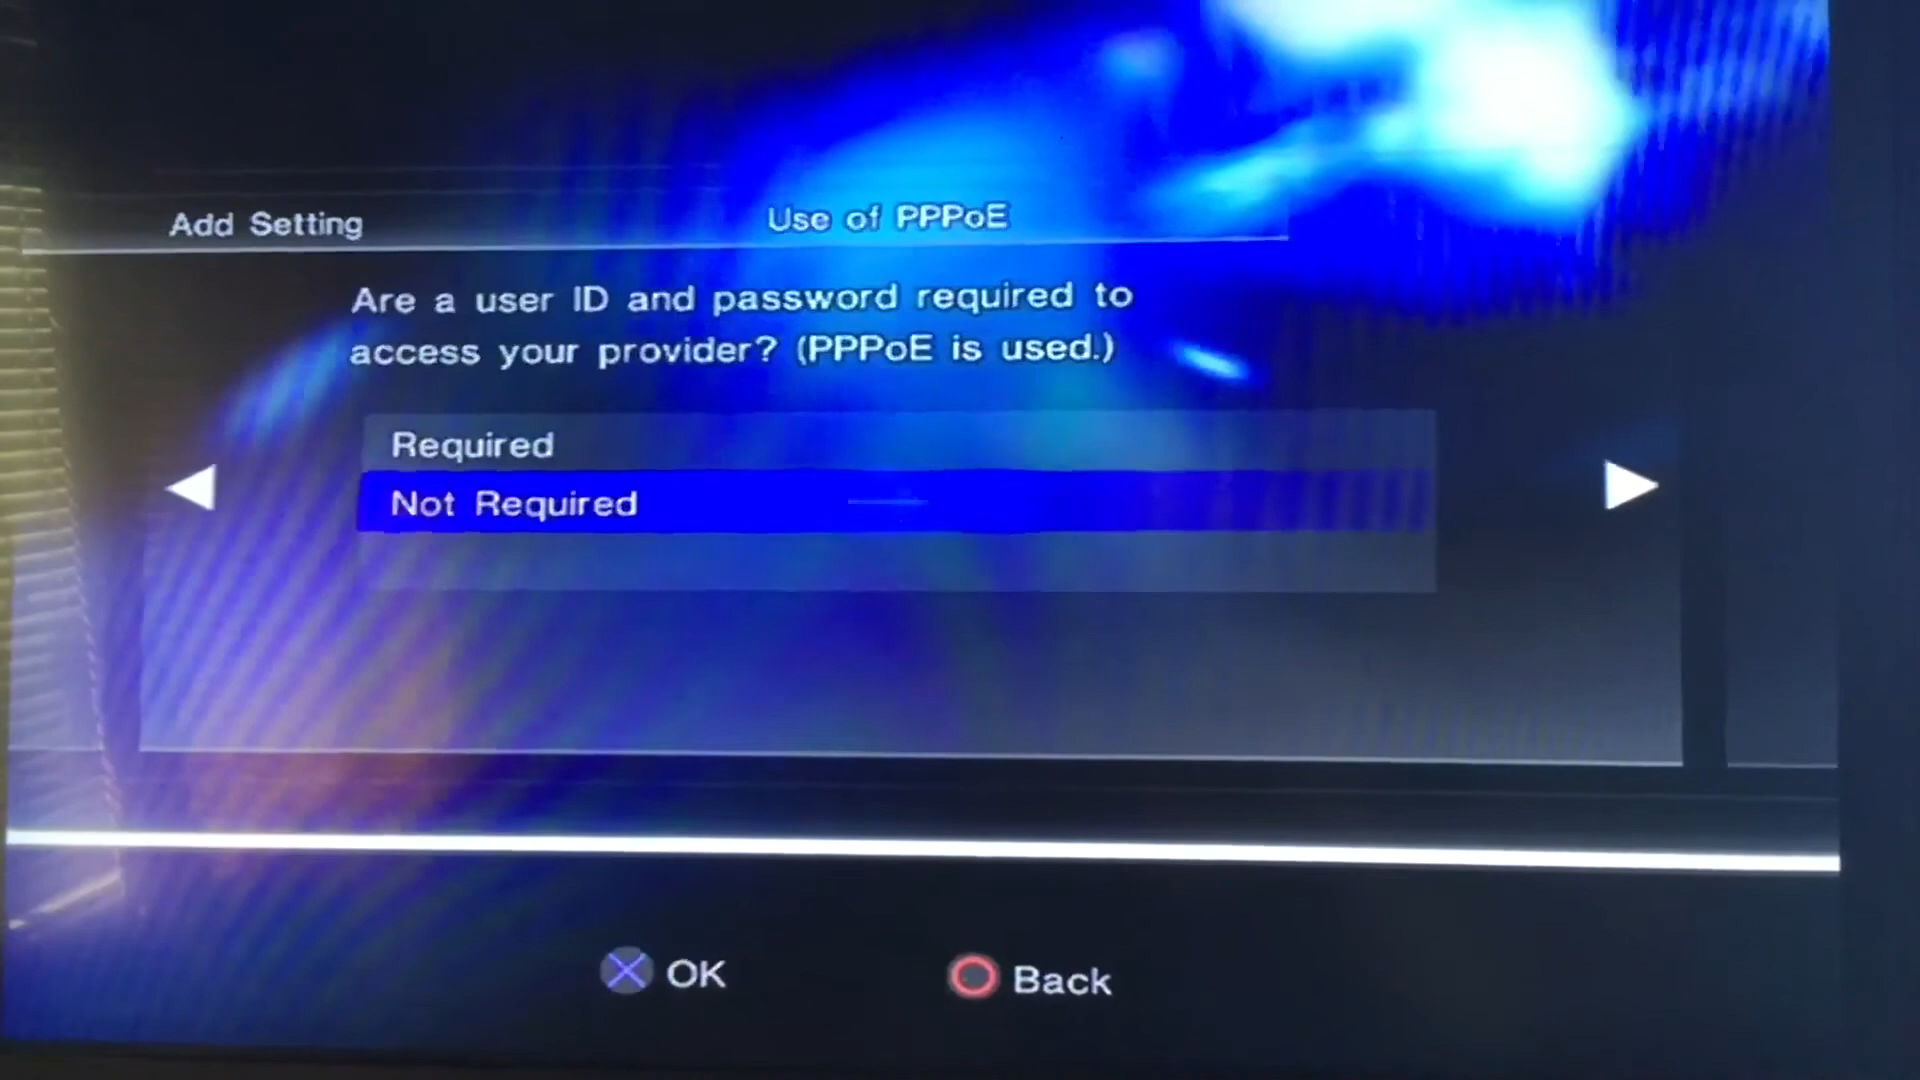 Add Setting
Use of PPPoE
Are a user ID and password required to
access your provider? (PPPoE is used.)
Required
Not Required
OK
Back